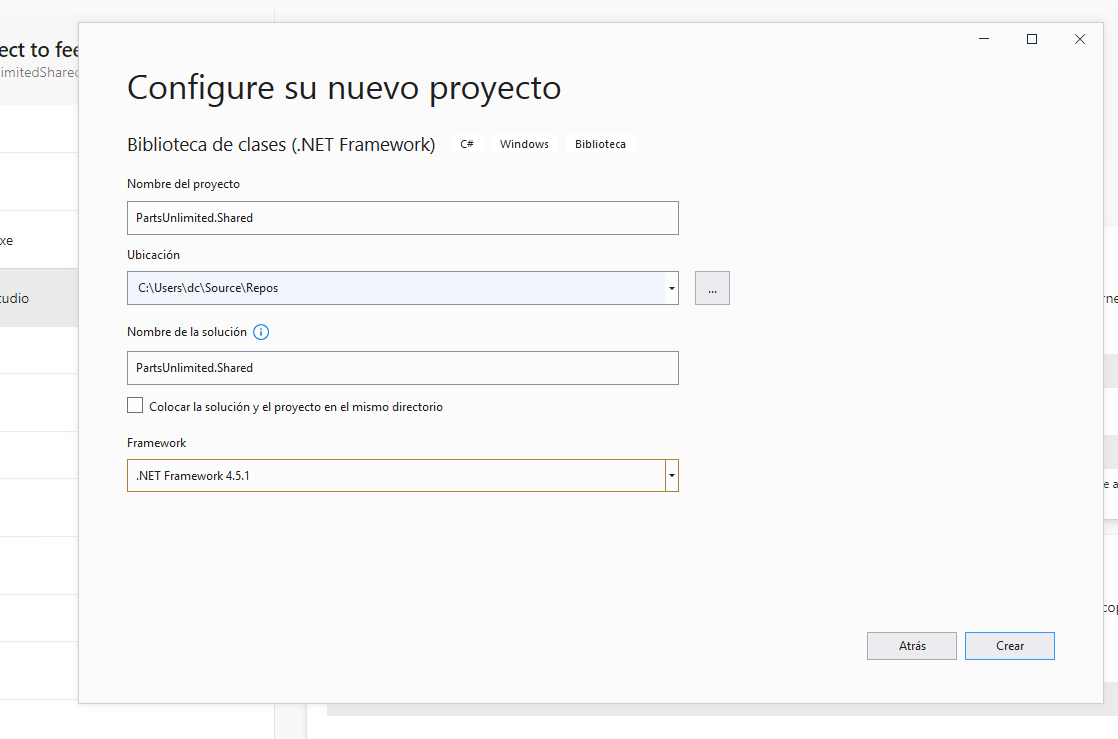 ect to fee
imitedShared
xe
tudio
Configure su nuevo proyecto
Biblioteca de clases (.NET Framework) C# Windows Biblioteca
Nombre del proyecto
PartsUnlimited.Shared
Ubicación
C:\Users\dc\Source\Repos
...
Nombre de la solución
PartsUnlimited.Shared
Colocar la solución y el proyecto en el mismo directorio
Framework
.NET Framework 4.5.1
Atrás Crear
rne
e a
cop